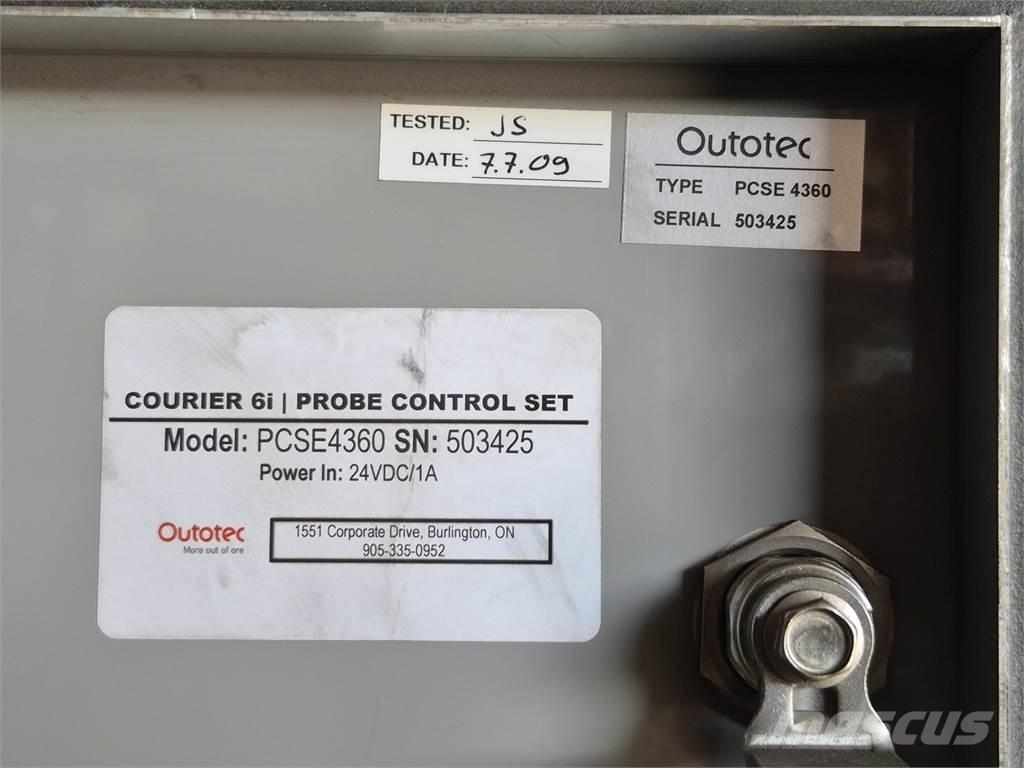 TESTED: JS
DATE: 7.7.09
Outotec
TYPE PCSE 4360
SERIAL 503425
COURIER 6i | PROBE CONTROL SET
Model: PCSE4360 SN: 503425
Power In: 24VDC/1A
Outotec
More out of ore
1551 Corporate Drive, Burlington, ON
905-335-0952
mascus